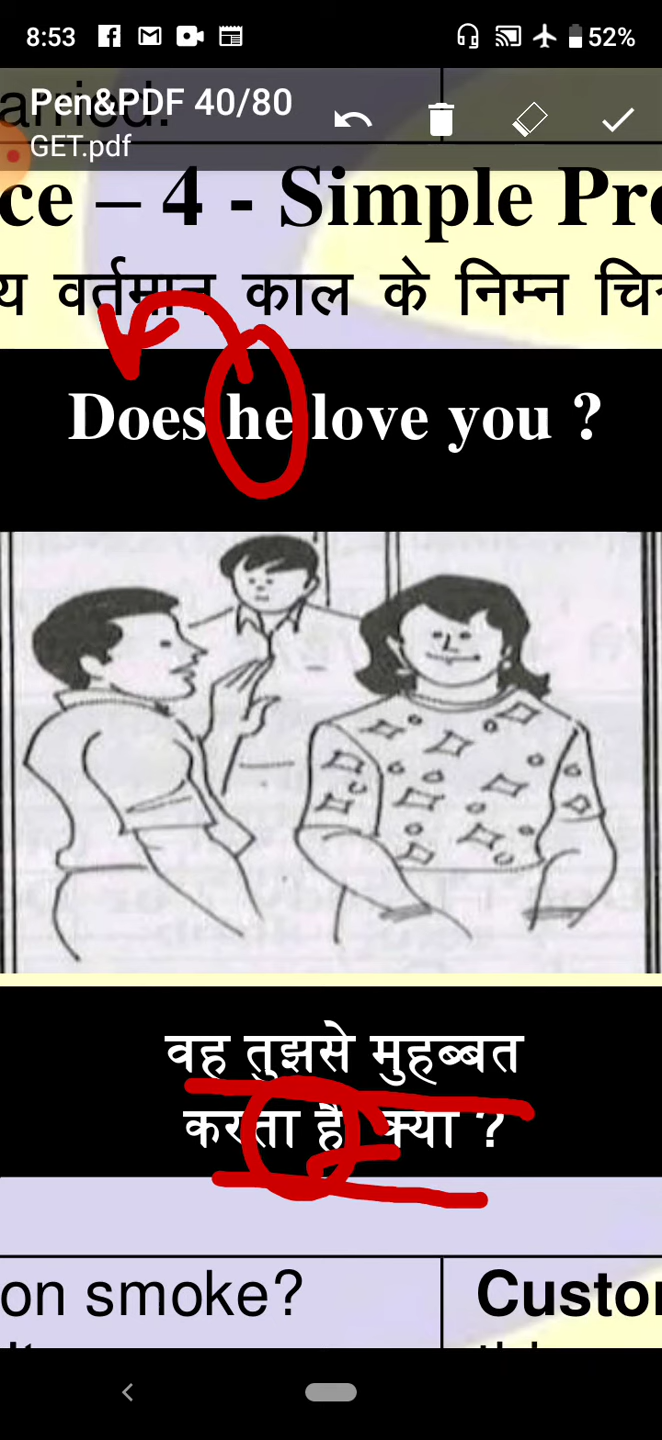 8:53 52%
arried.
Pen&PDF 40/80
GET.pdf
ce – 4 - Simple Pre
य वर्तमान काल के निम्न चि
Does he love you ?
वह तुझसे मुहब्बत
करता है क्या ?
on smoke? Custo